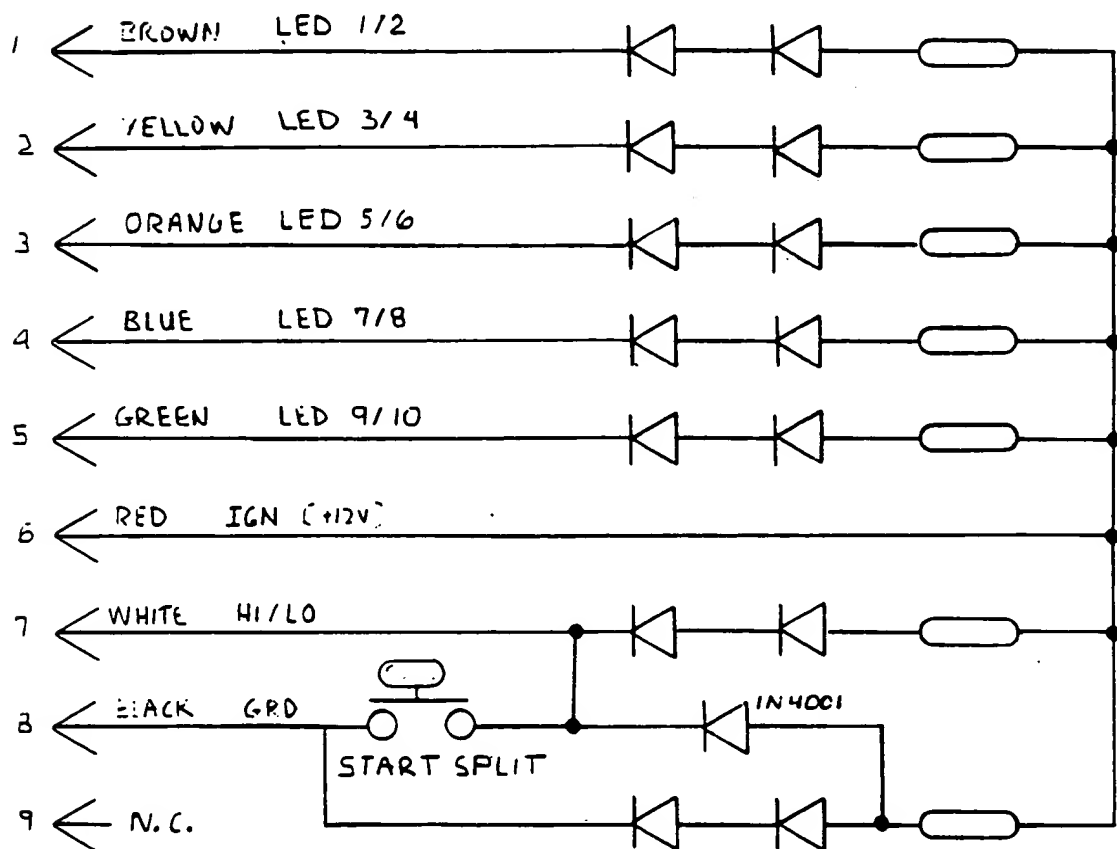 1 BROWN LED 1/2
2 YELLOW LED 3/4
3 ORANGE LED 5/6
4 BLUE LED 7/8
5 GREEN LED 9/10
6 RED IGN (+12V)
7 WHITE HI/LO
8 BLACK GRD
1N4001
START SPLIT
9 N.C.